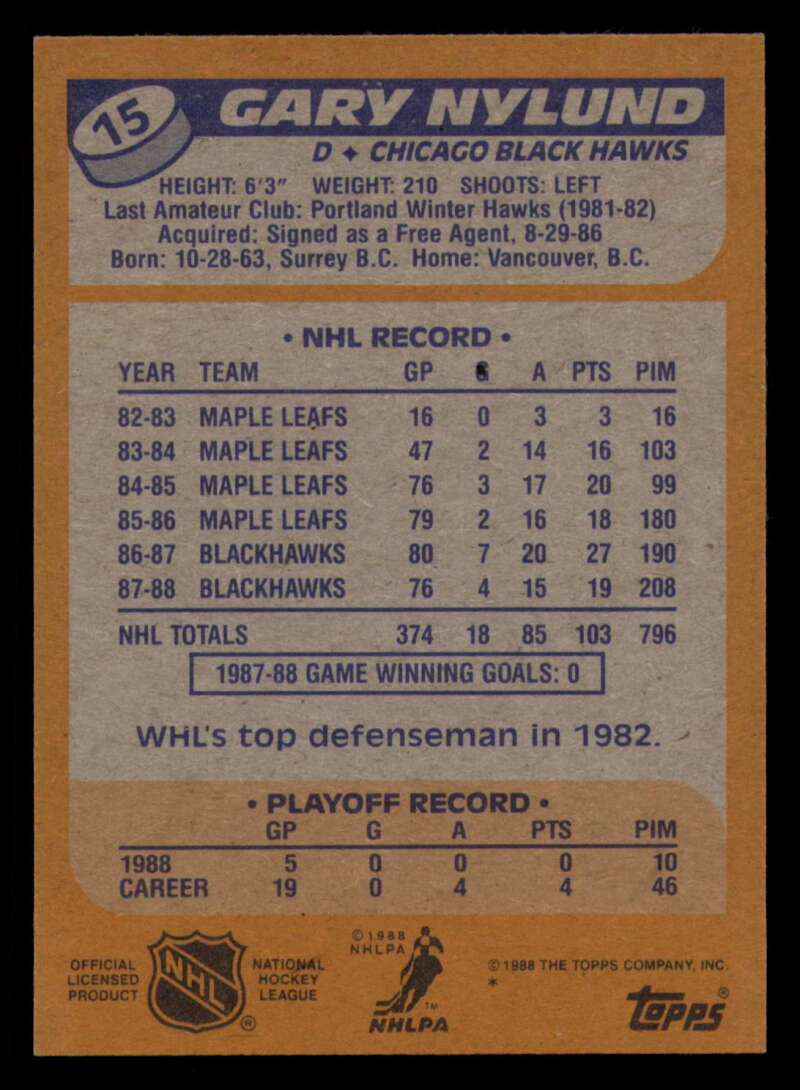 15
GARY NYLUND
D ✦ CHICAGO BLACK HAWKS
HEIGHT: 6'3" WEIGHT: 210 SHOOTS: LEFT
Last Amateur Club: Portland Winter Hawks (1981-82)
Acquired: Signed as a Free Agent, 8-29-86
Born: 10-28-63, Surrey B.C. Home: Vancouver, B.C.
• NHL RECORD •
YEAR TEAM GP G A PTS PIM
82-83 MAPLE LEAFS 16 0 3 3 16
83-84 MAPLE LEAFS 47 2 14 16 103
84-85 MAPLE LEAFS 76 3 17 20 99
85-86 MAPLE LEAFS 79 2 16 18 180
86-87 BLACKHAWKS 80 7 20 27 190
87-88 BLACKHAWKS 76 4 15 19 208
NHL TOTALS 374 18 85 103 796
1987-88 GAME WINNING GOALS: 0
WHL's top defenseman in 1982.
• PLAYOFF RECORD •
GP G A PTS PIM
1988 5 0 0 0 10
CAREER 19 0 4 4 46
OFFICIAL
LICENSED
PRODUCT
NHL
®
NATIONAL
HOCKEY
LEAGUE
© 1988
NHLPA
TM
NHLPA
© 1988 THE TOPPS COMPANY, INC.
*
Topps®